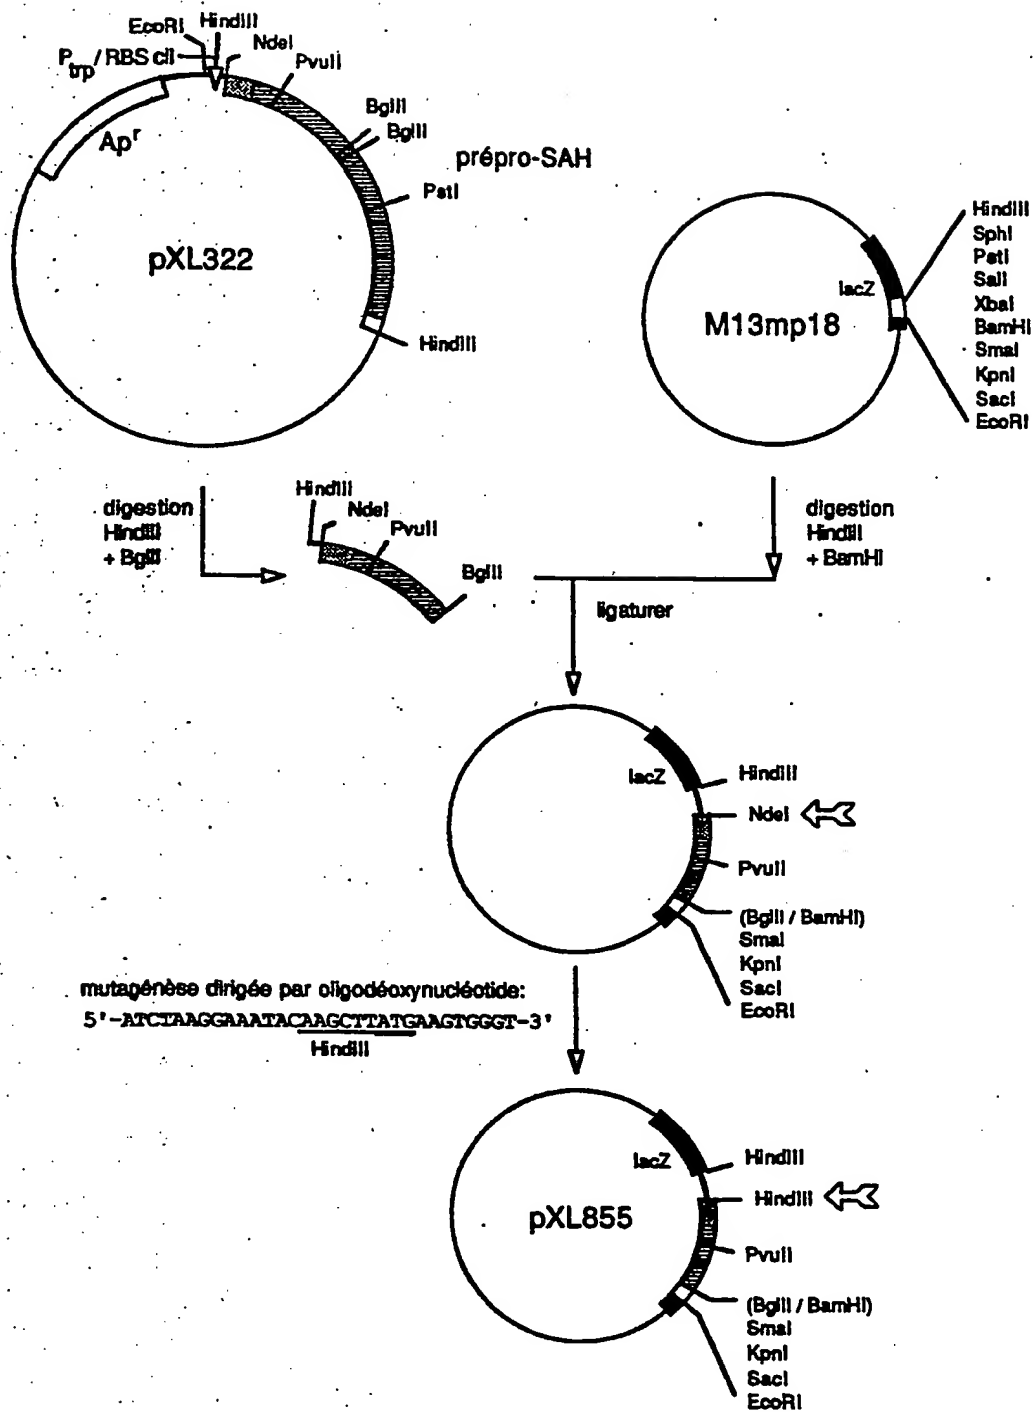 EcoRI
HindIII
NdeI
Ptrp/ RBS cII
PvuII
BglII
BglII
Apr
prépro-SAH
PstI
pXL322
HindIII
HindIII
SphI
PstI
SalI
XbaI
BamHI
SmaI
KpnI
SacI
EcoRI
lacZ
M13mp18
digestion
HindIII
+ BglII
HindIII
NdeI
PvuII
BglII
digestion
HindIII
+ BamHI
ligaturer
lacZ
HindIII
NdeI
PvuII
(BglII / BamHI)
SmaI
KpnI
SacI
EcoRI
mutagénèse dirigée par oligodéoxynucléotide:
5'-ATCTAAGGAAATACAAGCTTATGAAGTGGGT-3'
HindIII
lacZ
HindIII
HindIII
pXL855
PvuII
(BglII / BamHI)
SmaI
KpnI
SacI
EcoRI